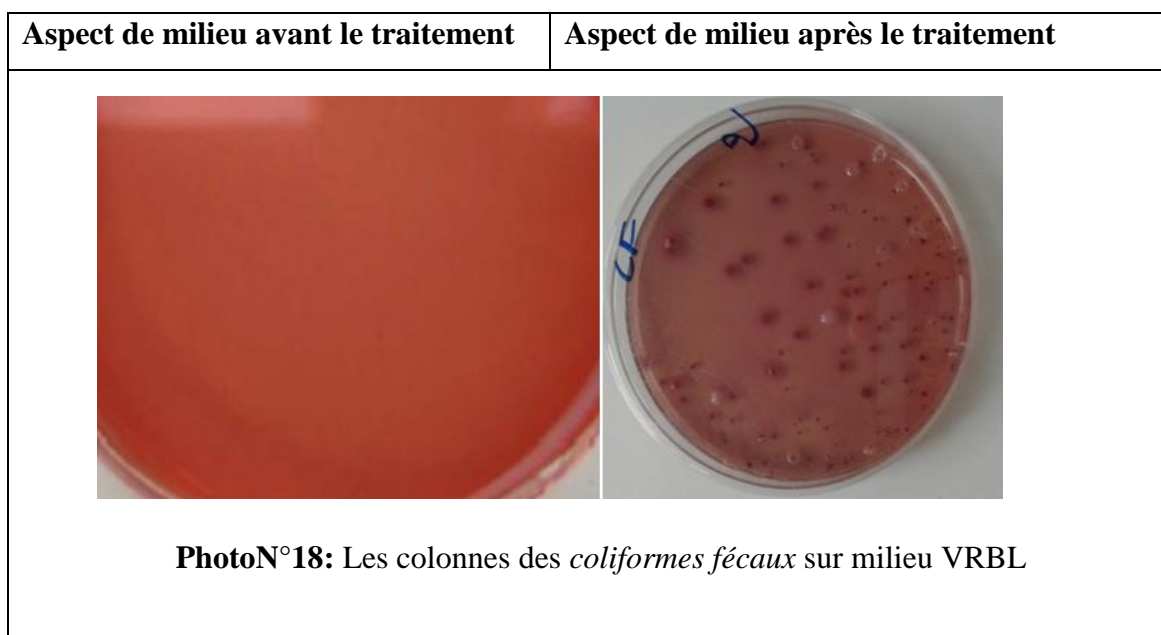 Aspect de milieu avant le traitement
Aspect de milieu après le traitement
CF
PhotoN°18: Les colonnes des coliformes fécaux sur milieu VRBL